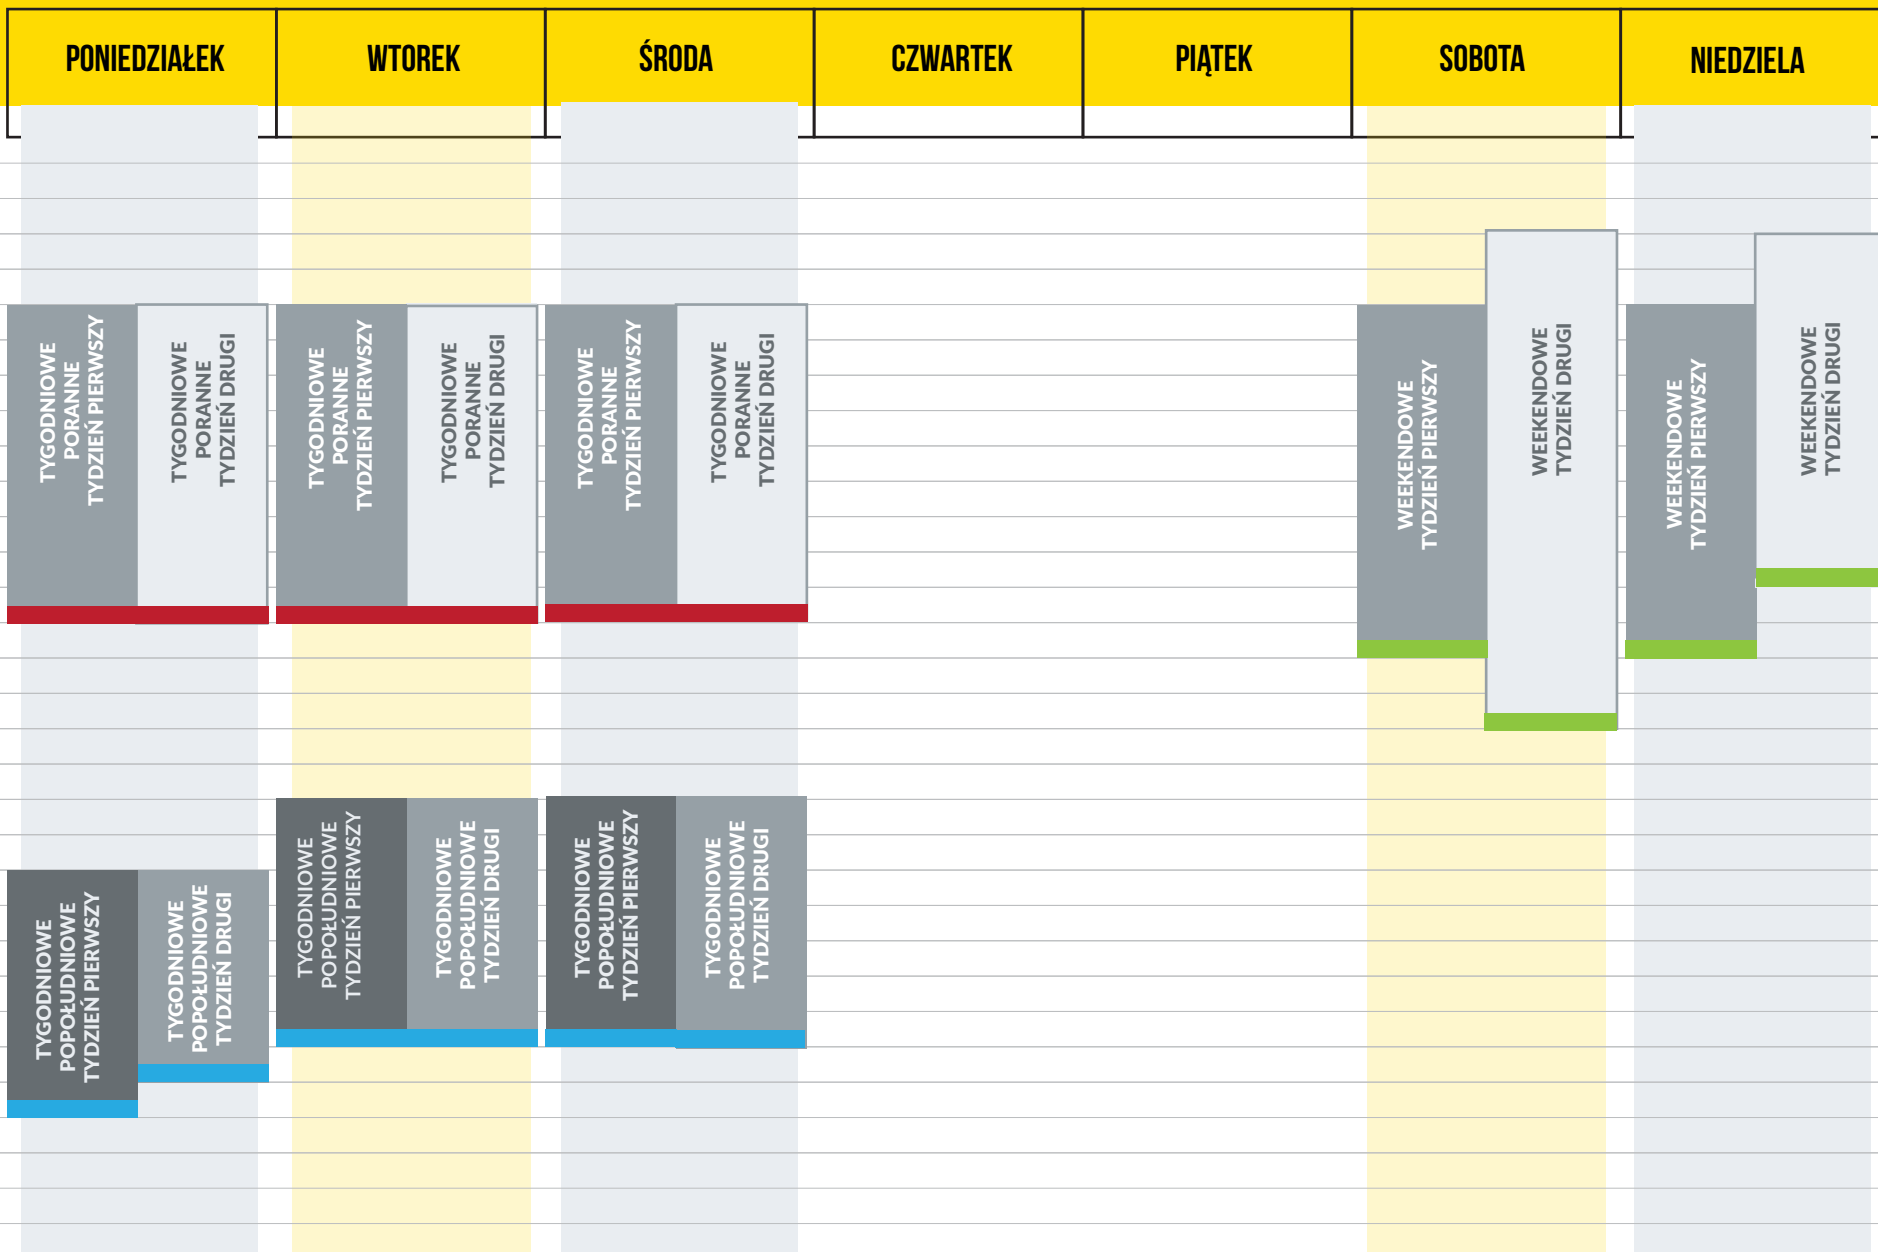 PONIEDZIAŁEK
WTOREK
ŚRODA
CZWARTEK
PIĄTEK
SOBOTA
NIEDZIELA
TYGODNIOWE
PORANNE
TYDZIEŃ PIERWSZY
TYGODNIOWE
PORANNE
TYDZIEŃ DRUGI
TYGODNIOWE
PORANNE
TYDZIEŃ PIERWSZY
TYGODNIOWE
PORANNE
TYDZIEŃ DRUGI
TYGODNIOWE
PORANNE
TYDZIEŃ PIERWSZY
TYGODNIOWE
PORANNE
TYDZIEŃ DRUGI
WEEKENDOWE
TYDZIEŃ PIERWSZY
WEEKENDOWE
TYDZIEŃ DRUGI
WEEKENDOWE
TYDZIEŃ PIERWSZY
WEEKENDOWE
TYDZIEŃ DRUGI
TYGODNIOWE
POPOŁUDNIOWE
TYDZIEŃ PIERWSZY
TYGODNIOWE
POPOŁUDNIOWE
TYDZIEŃ DRUGI
TYGODNIOWE
POPOŁUDNIOWE
TYDZIEŃ PIERWSZY
TYGODNIOWE
POPOŁUDNIOWE
TYDZIEŃ DRUGI
TYGODNIOWE
POPOŁUDNIOWE
TYDZIEŃ PIERWSZY
TYGODNIOWE
POPOŁUDNIOWE
TYDZIEŃ DRUGI